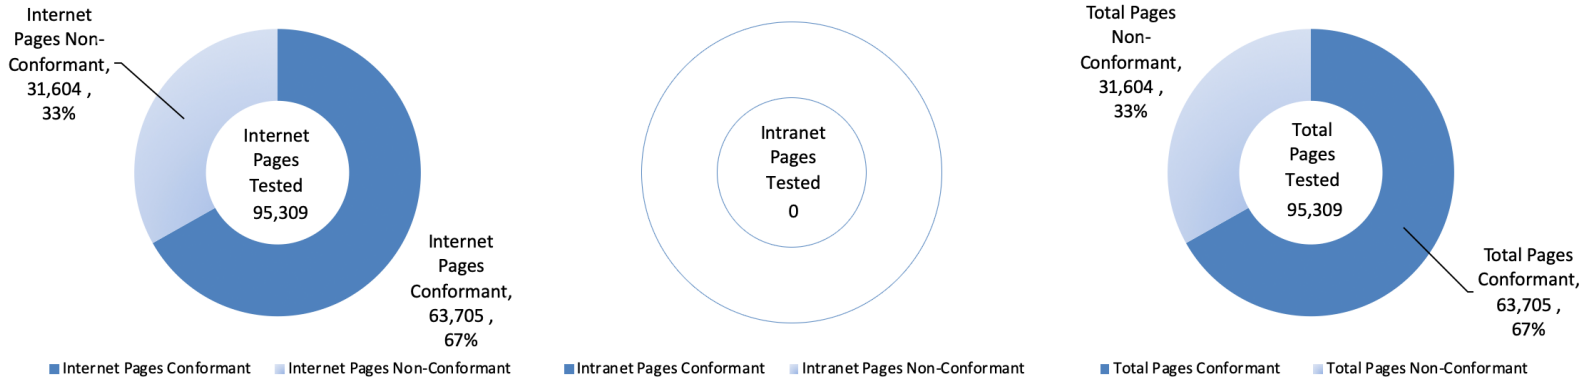 Internet
Pages Non-
Conformant,
31,604 ,
33%
Internet
Pages
Tested
95,309
Internet
Pages
Conformant,
63,705 ,
67%
Internet Pages Conformant
Internet Pages Non-Conformant
Intranet
Pages
Tested
0
Intranet Pages Conformant
Intranet Pages Non-Conformant
Total Pages
Non-
Conformant,
31,604 ,
33%
Total
Pages
Tested
95,309
Total Pages
Conformant,
63,705 ,
67%
Total Pages Conformant
Total Pages Non-Conformant